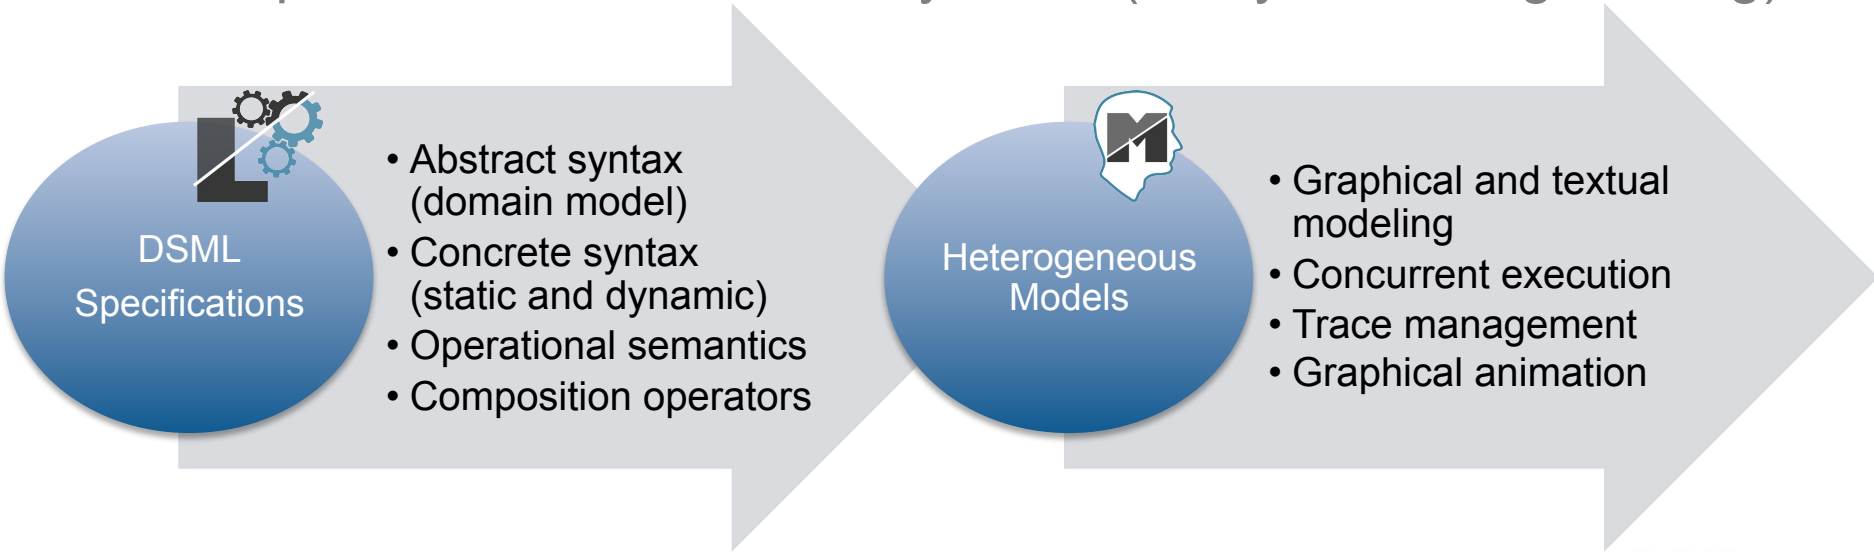 DSML
Specifications
• Abstract syntax
(domain model)
• Concrete syntax
(static and dynamic)
• Operational semantics
• Composition operators
Heterogeneous
Models
• Graphical and textual
modeling
• Concurrent execution
• Trace management
• Graphical animation
L
M